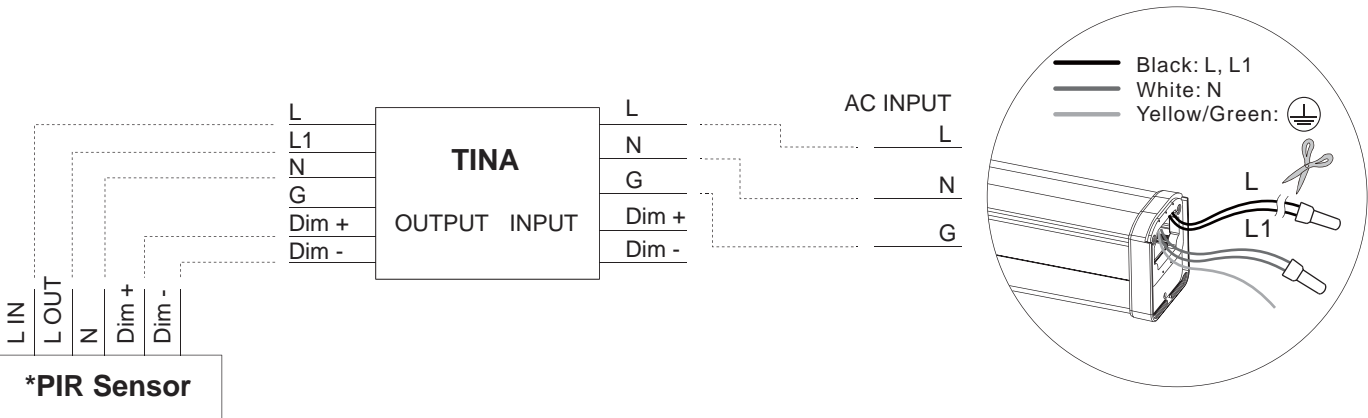 L
L1
N
G
Dim +
Dim -
TINA
OUTPUT INPUT
L
N
G
Dim +
Dim -
AC INPUT
L
N
G
Black: L, L1
White: N
Yellow/Green:
L
L1
L IN
L OUT
N
Dim +
Dim -
*PIR Sensor